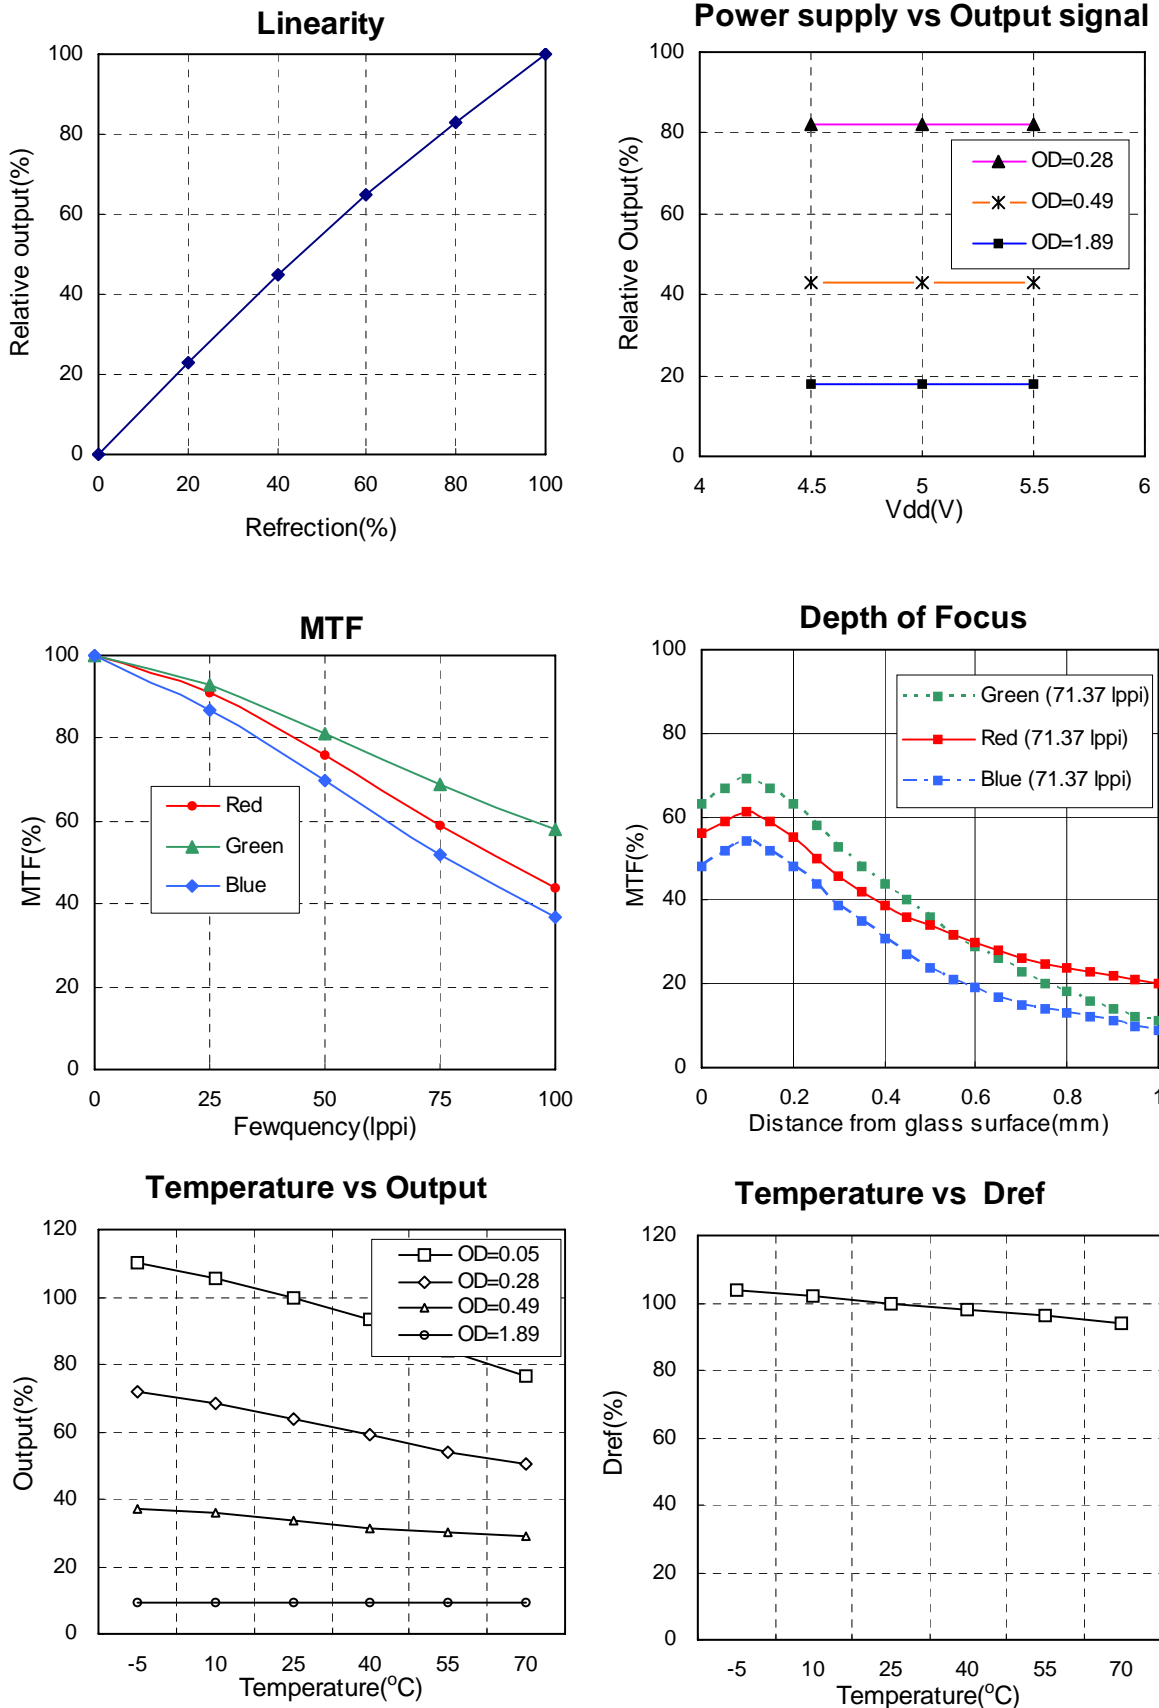 Linearity
100
80
60
40
20
0
Relative output(%)
0 20 40 60 80 100
Refrection(%)
Power supply vs Output signal
100
80
60
40
20
0
Relative Output(%)
OD=0.28
OD=0.49
OD=1.89
4 4.5 5 5.5 6
Vdd(V)
MTF
100
80
60
40
20
0
MTF(%)
Red
Green
Blue
0 25 50 75 100
Fewquency(lppi)
Depth of Focus
100
80
60
40
20
0
MTF(%)
Green (71.37 lppi)
Red (71.37 lppi)
Blue (71.37 lppi)
0 0.2 0.4 0.6 0.8 1
Distance from glass surface(mm)
Temperature vs Output
120
100
80
60
40
20
0
Output(%)
OD=0.05
OD=0.28
OD=0.49
OD=1.89
-5 10 25 40 55 70
Temperature(°C)
Temperature vs Dref
120
100
80
60
40
20
0
Dref(%)
-5 10 25 40 55 70
Temperature(°C)